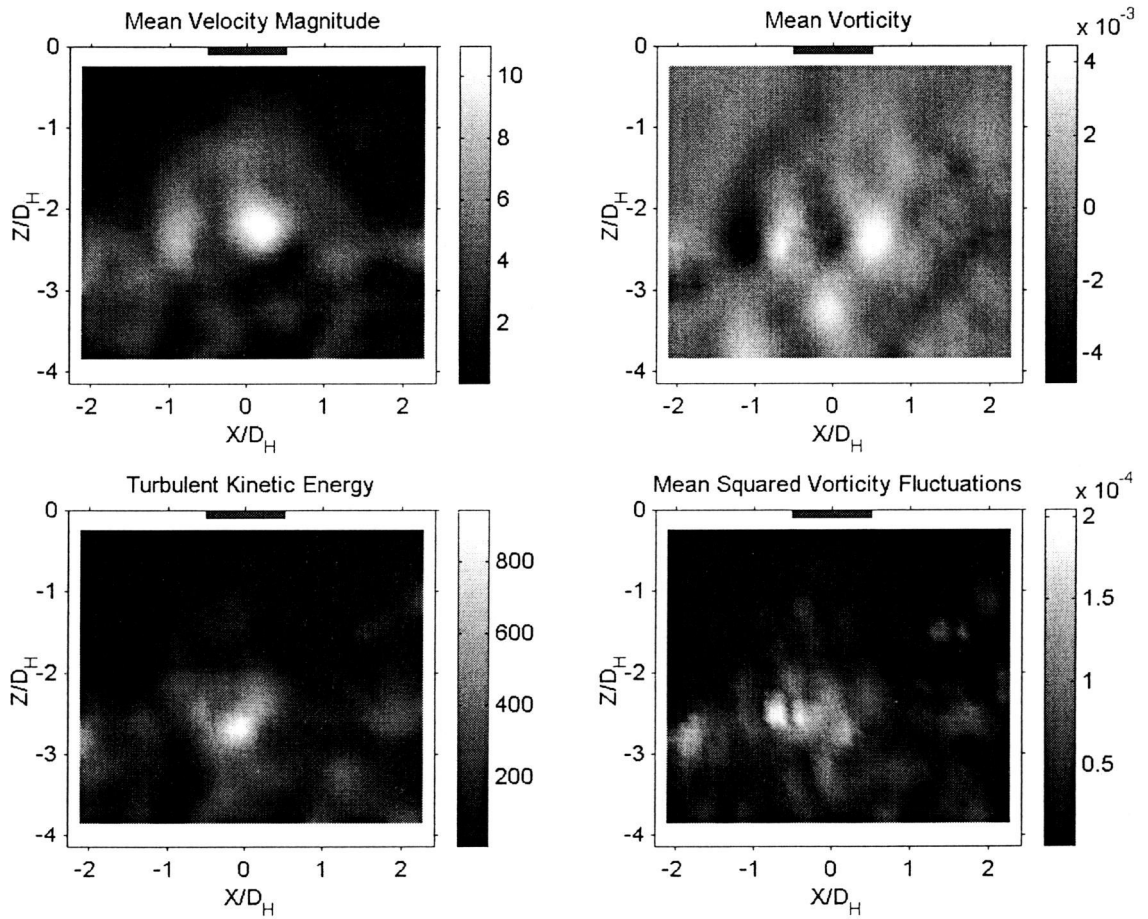 Mean Velocity Magnitude
0
-1
-2
-3
-4
Z/D_H
-2 -1 0 1 2
X/D_H
10
8
6
4
2
Mean Vorticity
x 10^-3
0
-1
-2
-3
-4
Z/D_H
-2 -1 0 1 2
X/D_H
4
2
0
-2
-4
Turbulent Kinetic Energy
0
-1
-2
-3
-4
Z/D_H
-2 -1 0 1 2
X/D_H
800
600
400
200
Mean Squared Vorticity Fluctuations
x 10^-4
0
-1
-2
-3
-4
Z/D_H
-2 -1 0 1 2
X/D_H
2
1.5
1
0.5